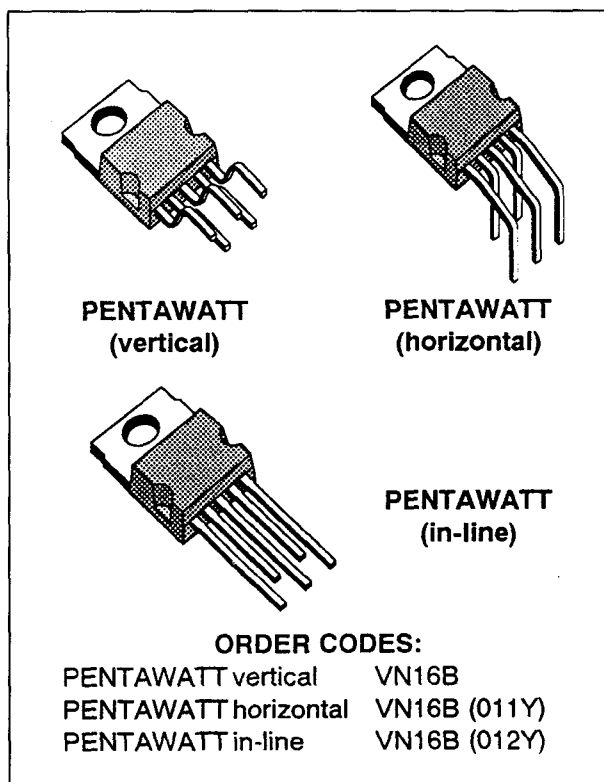 PENTAWATT
(vertical)
PENTAWATT
(horizontal)
PENTAWATT
(in-line)
ORDER CODES:
PENTAWATT vertical VN16B
PENTAWATT horizontal VN16B (011Y)
PENTAWATT in-line VN16B (012Y)